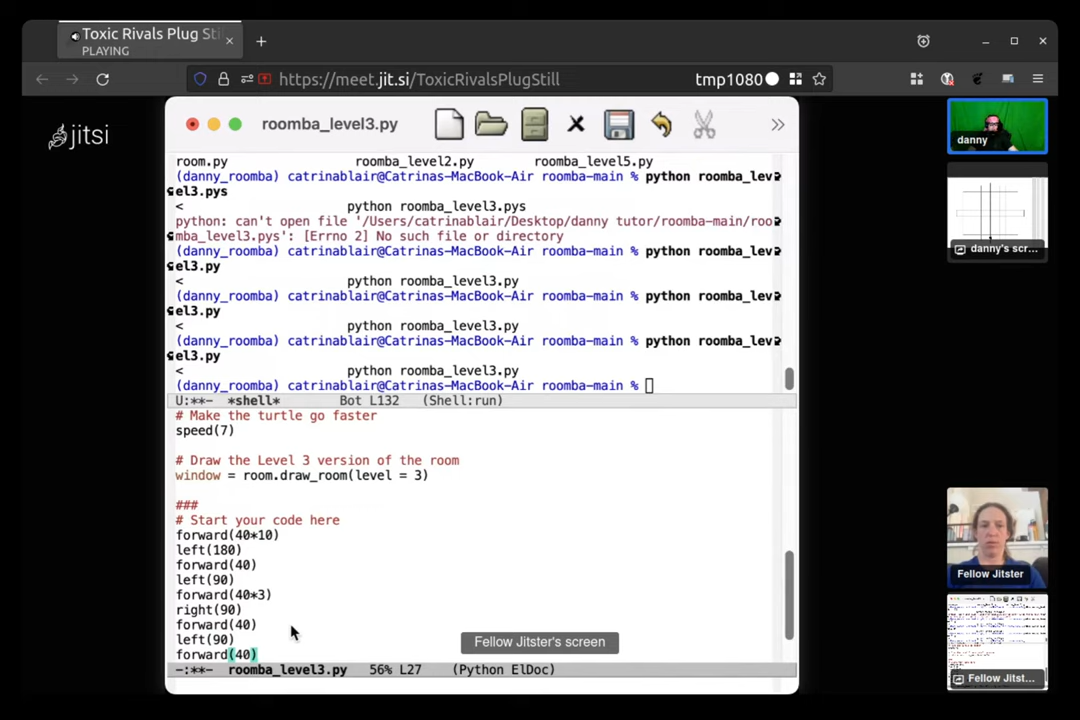 Toxic Rivals Plug Sti
PLAYING
https://meet.jit.si/ToxicRivalsPlugStill
tmp1080
jitsi
roomba_level3.py
room.py roomba_level2.py roomba_level5.py
(danny_roomba) catrinablair@Catrinas-MacBook-Air roomba-main % python roomba_lev
el3.pys
< python roomba_level3.pys
python: can't open file '/Users/catrinablair/Desktop/danny tutor/roomba-main/roo
mba_level3.pys': [Errno 2] No such file or directory
(danny_roomba) catrinablair@Catrinas-MacBook-Air roomba-main % python roomba_lev
el3.py
< python roomba_level3.py
(danny_roomba) catrinablair@Catrinas-MacBook-Air roomba-main % python roomba_lev
el3.py
< python roomba_level3.py
(danny_roomba) catrinablair@Catrinas-MacBook-Air roomba-main % python roomba_lev
el3.py
< python roomba_level3.py
(danny_roomba) catrinablair@Catrinas-MacBook-Air roomba-main %
U:**- *shell* Bot L132 (Shell:run)
# Make the turtle go faster
speed(7)
# Draw the Level 3 version of the room
window = room.draw_room(level = 3)
###
# Start your code here
forward(40*10)
left(180)
forward(40)
left(90)
forward(40*3)
right(90)
forward(40)
left(90)
forward(40)
-:**- roomba_level3.py 56% L27 (Python ElDoc)
Fellow Jitster's screen
danny
danny's scr...
Fellow Jitster
Fellow Jitst...